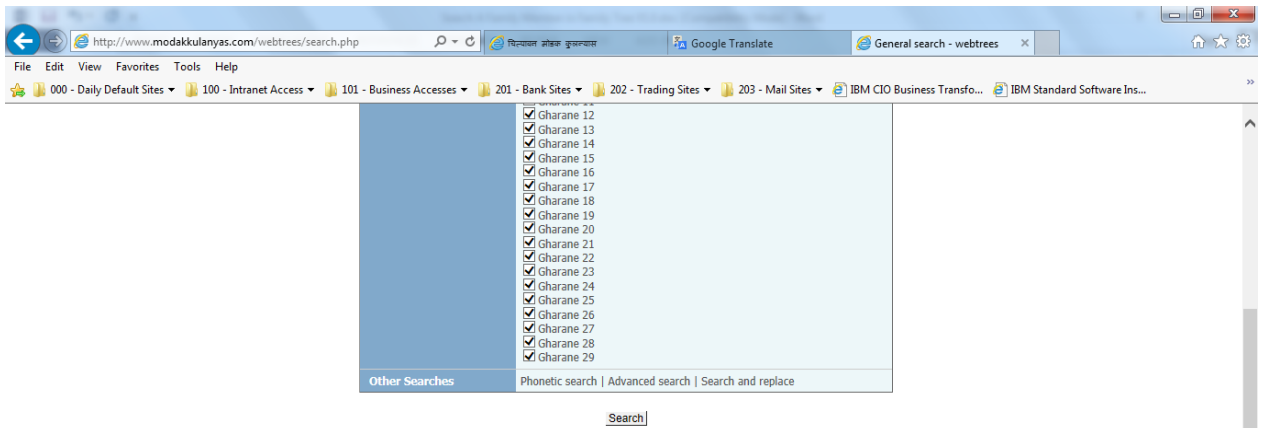 http://www.modakkulanyas.com/webtrees/search.php
Google Translate
General search - webtrees
File Edit View Favorites Tools Help
000 - Daily Default Sites 100 - Intranet Access 101 - Business Accesses 201 - Bank Sites 202 - Trading Sites 203 - Mail Sites IBM CIO Business Transfo... IBM Standard Software Ins...
Gharane 12
Gharane 13
Gharane 14
Gharane 15
Gharane 16
Gharane 17
Gharane 18
Gharane 19
Gharane 20
Gharane 21
Gharane 22
Gharane 23
Gharane 24
Gharane 25
Gharane 26
Gharane 27
Gharane 28
Gharane 29
Other Searches Phonetic search | Advanced search | Search and replace
Search